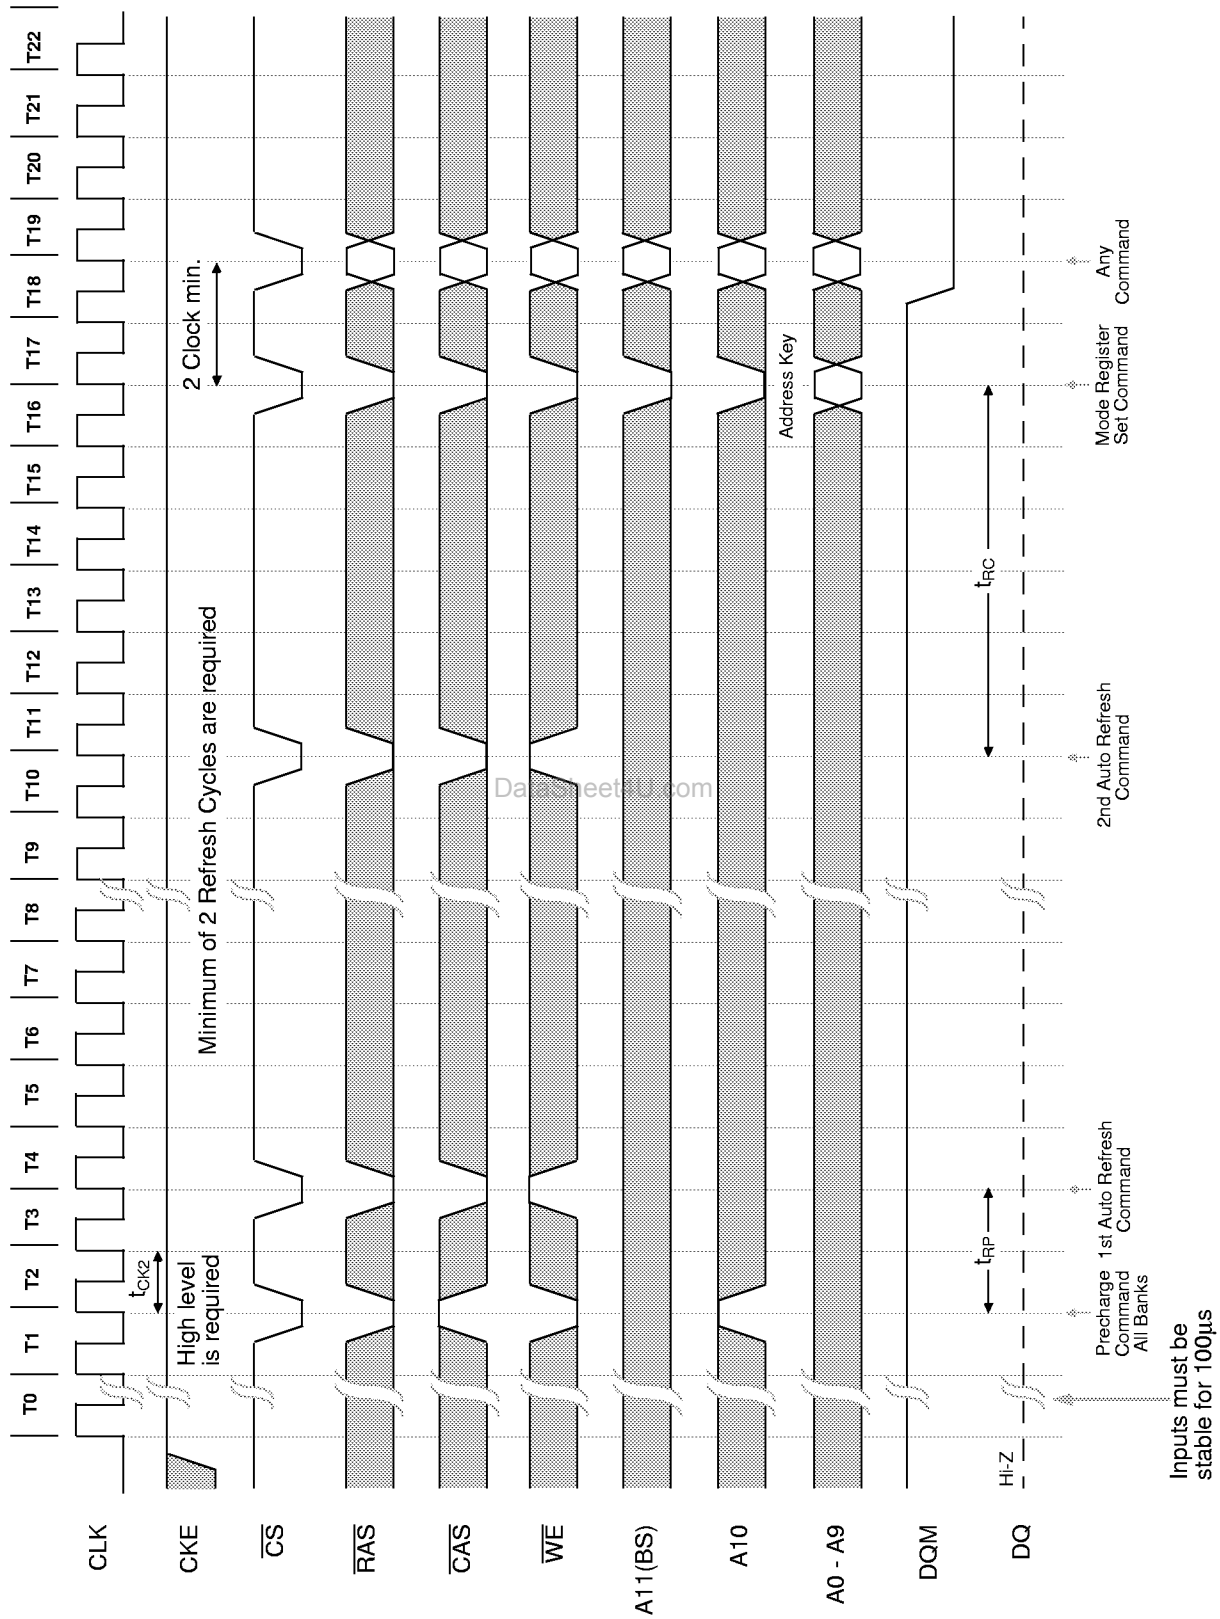 T0 T1 T2 T3 T4 T5 T6 T7 T8 T9 T10 T11 T12 T13 T14 T15 T16 T17 T18 T19 T20 T21 T22
CLK
tCK2
CKE
High level
is required
Minimum of 2 Refresh Cycles are required
2 Clock min.
CS
RAS
CAS
WE
DataSheet4U.com
A11(BS)
A10
Address Key
A0 - A9
DQM
tRP
tRC
Hi-Z
DQ
Precharge
Command
All Banks
1st Auto Refresh
Command
2nd Auto Refresh
Command
Mode Register
Set Command
Any
Command
Inputs must be
stable for 100µs